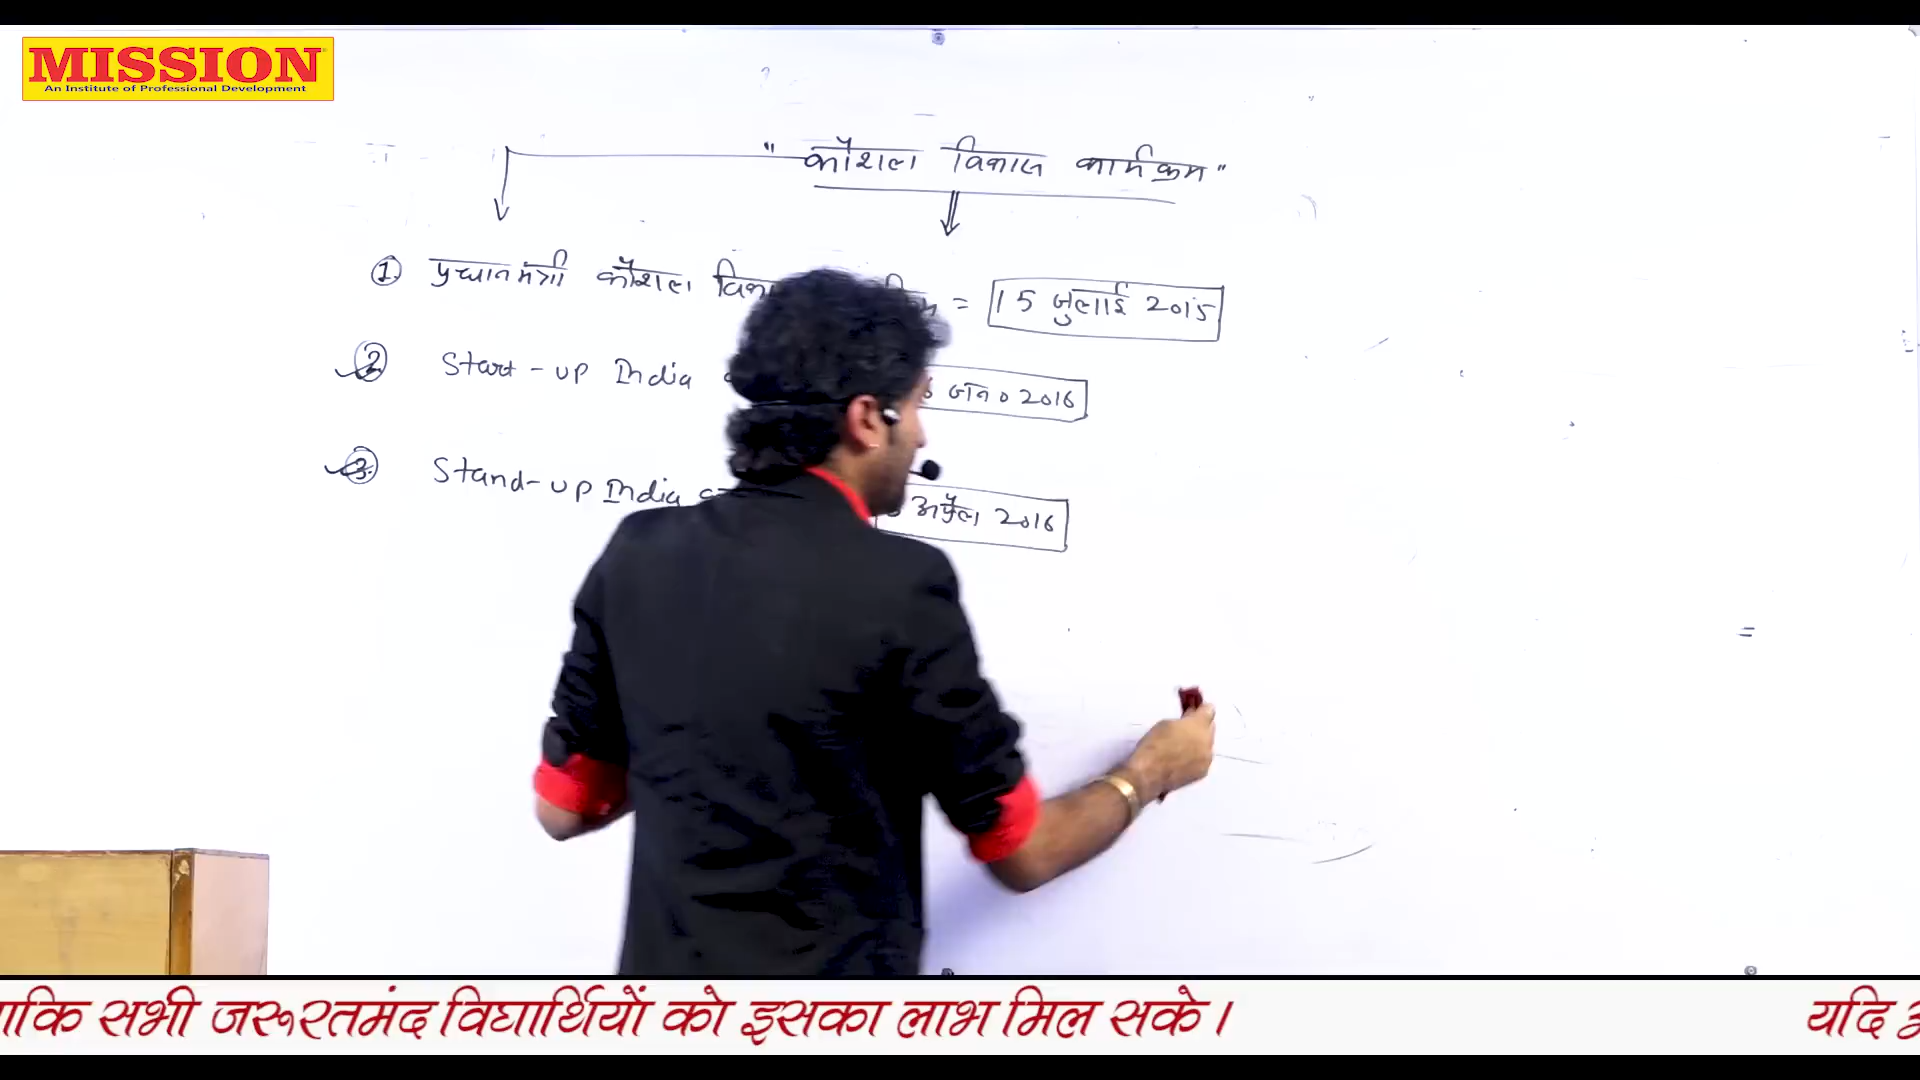 MISSION
An Institute of Professional Development
" कौशल विकास कार्यक्रम "
1. प्रधानमंत्री कौशल = 15 जुलाई 2015
2 Start-up India जन० 2016
3. Stand-up India अप्रैल 2016
=
सभी जरूरतमंद विद्यार्थियों को इसका लाभ मिल सके। यदि